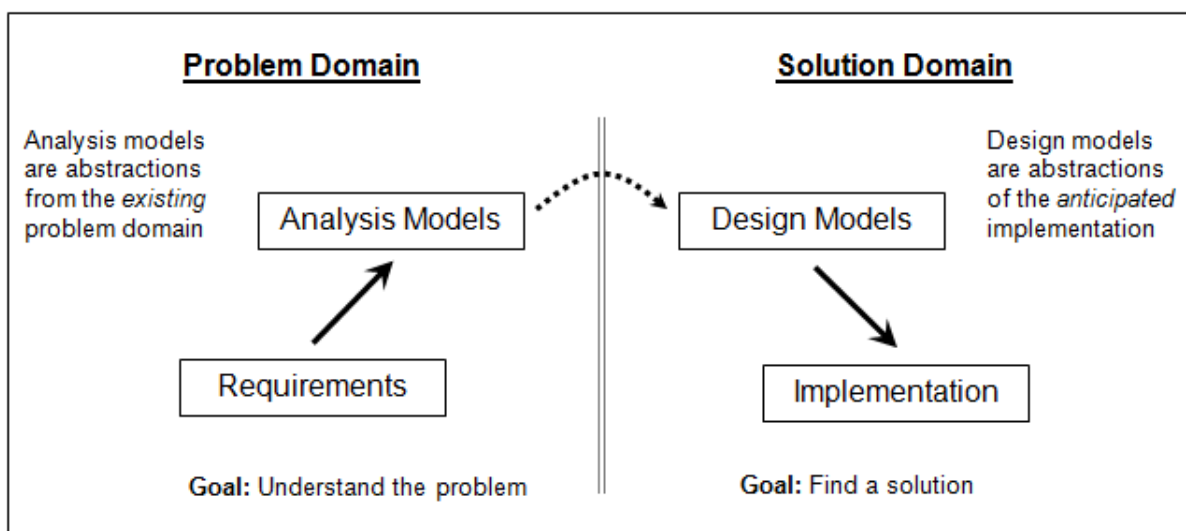 Problem Domain
Analysis models
are abstractions
from the existing
problem domain
Analysis Models
Requirements
Goal: Understand the problem
Solution Domain
Design models
are abstractions
of the anticipated
implementation
Design Models
Implementation
Goal: Find a solution